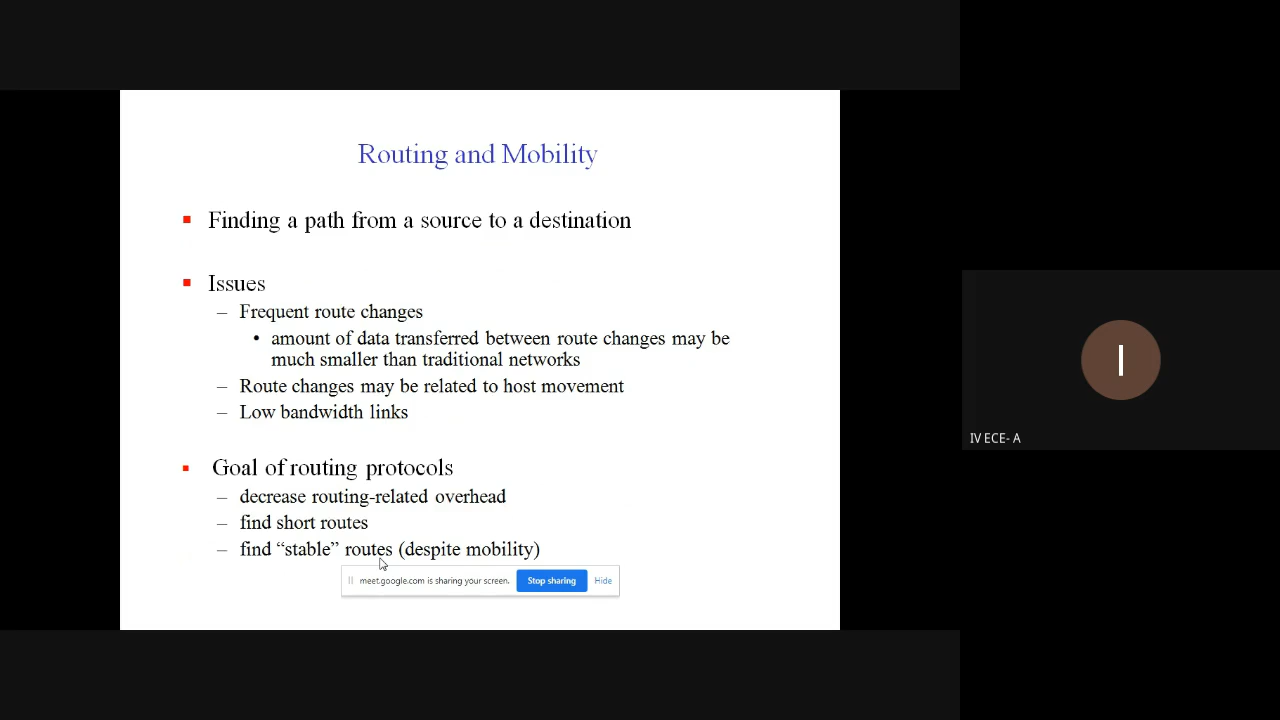 Routing and Mobility
Finding a path from a source to a destination
Issues
– Frequent route changes
• amount of data transferred between route changes may be
much smaller than traditional networks
– Route changes may be related to host movement
– Low bandwidth links
Goal of routing protocols
– decrease routing-related overhead
– find short routes
– find “stable” routes (despite mobility)
meet.google.com is sharing your screen. Stop sharing Hide
I
IV ECE- A